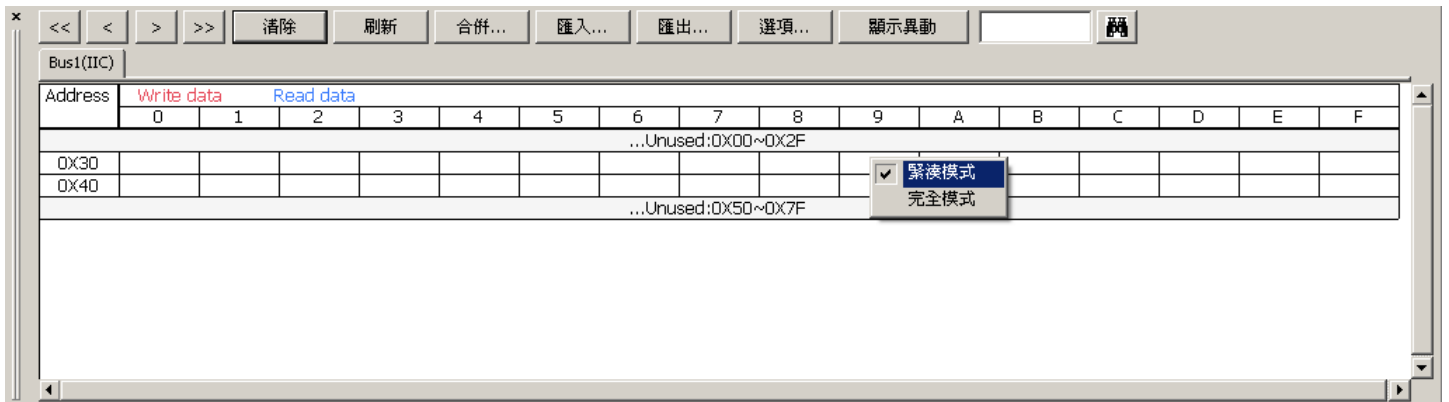 ×
<< < > >> 清除 刷新 合併... 匯入... 匯出... 選項... 顯示異動
Bus1(IIC)
Address Write data Read data
0 1 2 3 4 5 6 7 8 9 A B C D E F
...Unused:0X00~0X2F
0X30
緊湊模式
0X40
完全模式
...Unused:0X50~0X7F